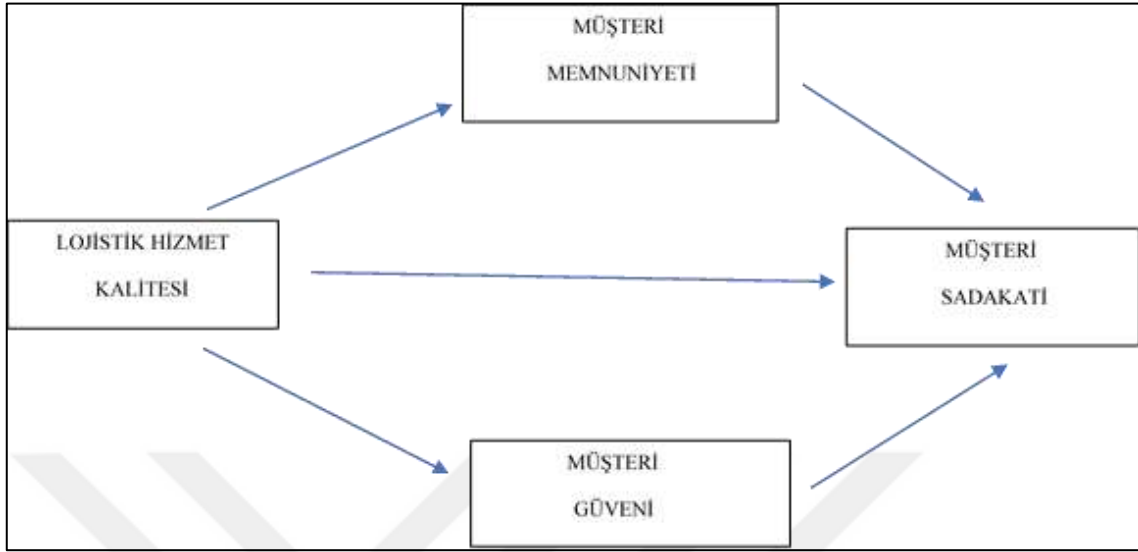 MÜŞTERİ
MEMNUNİYETİ
LOJİSTİK HİZMET
KALİTESİ
MÜŞTERİ
SADAKATİ
MÜŞTERİ
GÜVENİ